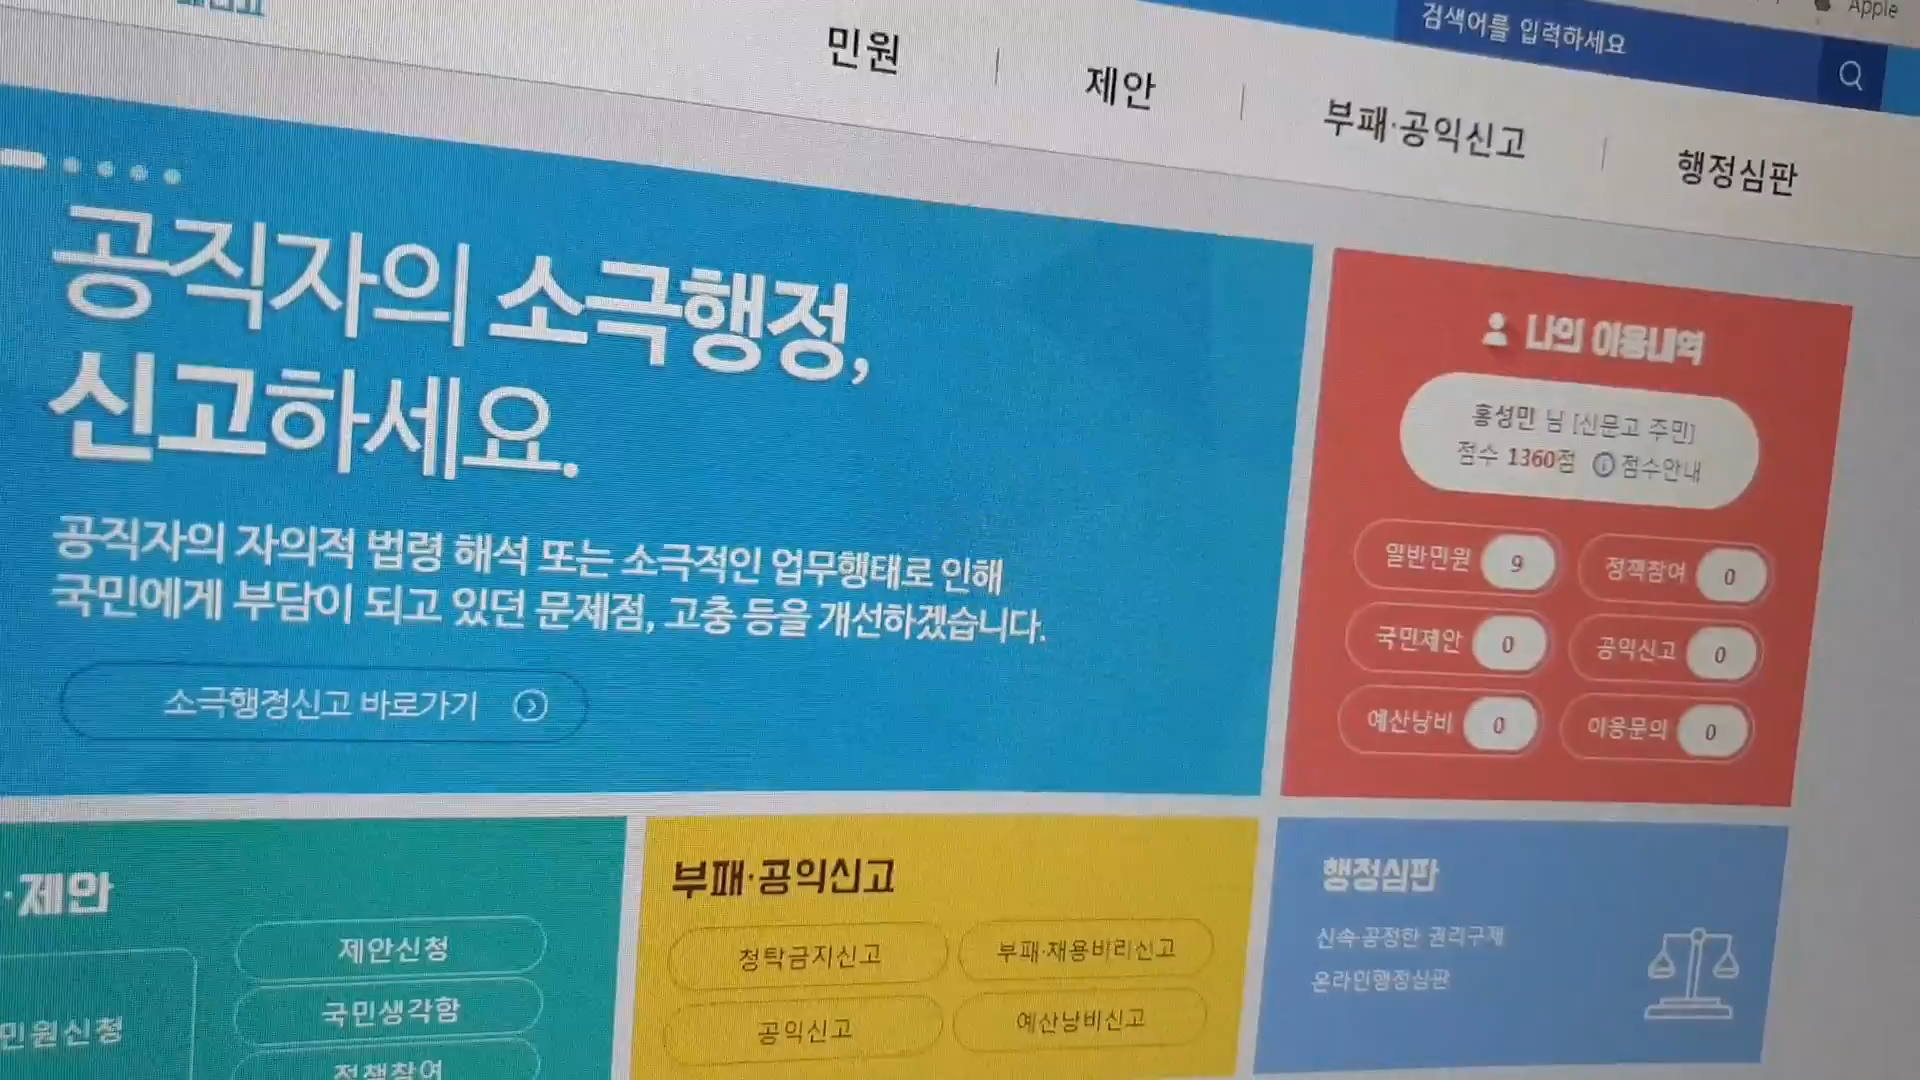 Apple
검색어를 입력하세요
민원
제안
부패·공익신고
행정심판
공직자의 소극행정,
신고하세요.
공직자의 자의적 법령 해석 또는 소극적인 업무행태로 인해
국민에게 부담이 되고 있던 문제점, 고충 등을 개선하겠습니다.
소극행정신고 바로가기
나의 이용내역
홍성민 님 [신문고 주민]
점수 1360점 점수안내
일반민원 9
정책참여 0
국민제안 0
공익신고 0
예산낭비 0
이용문의 0
·제안
제안신청
국민생각함
민원신청
정책참여
부패·공익신고
청탁금지신고
부패·채용비리신고
공익신고
예산낭비신고
행정심판
신속·공정한 권리구제
온라인행정심판